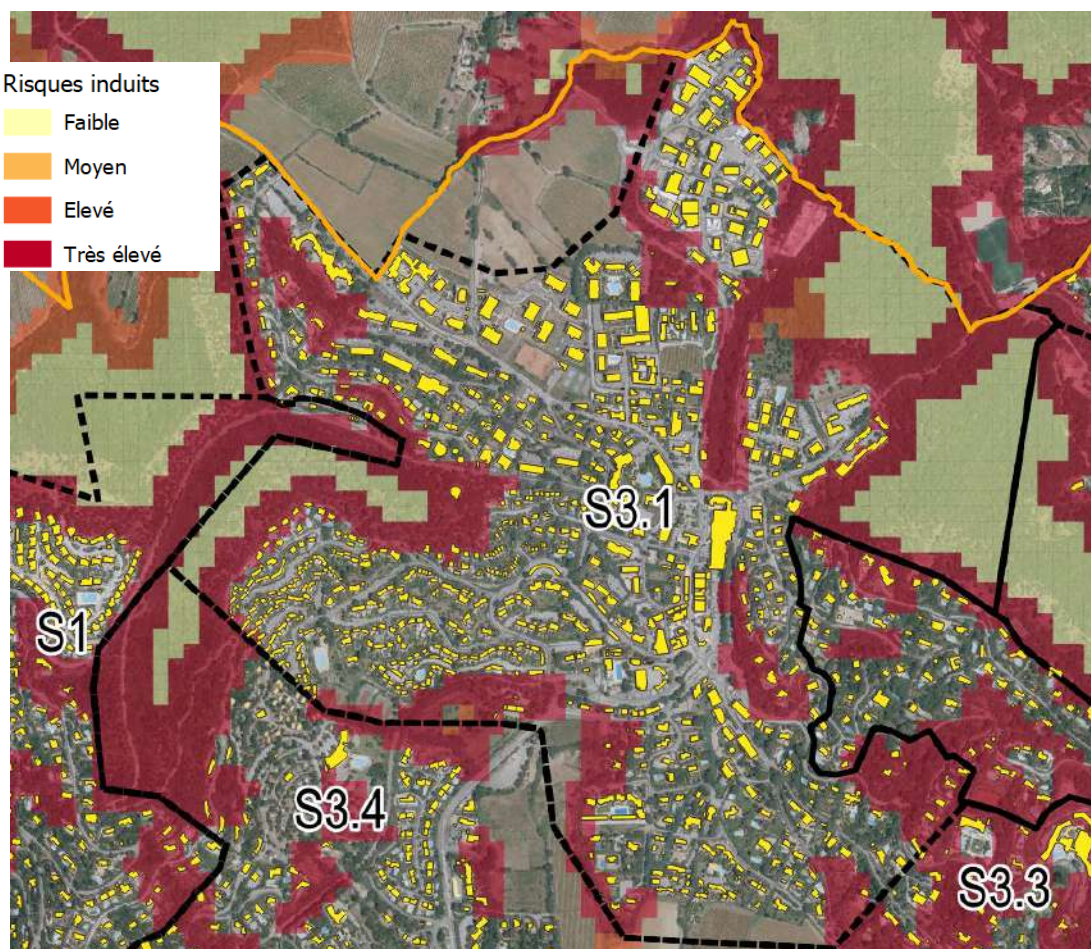 Risques induits
Faible
Moyen
Elevé
Très élevé
S3.1
S1
S3.4
S3.3